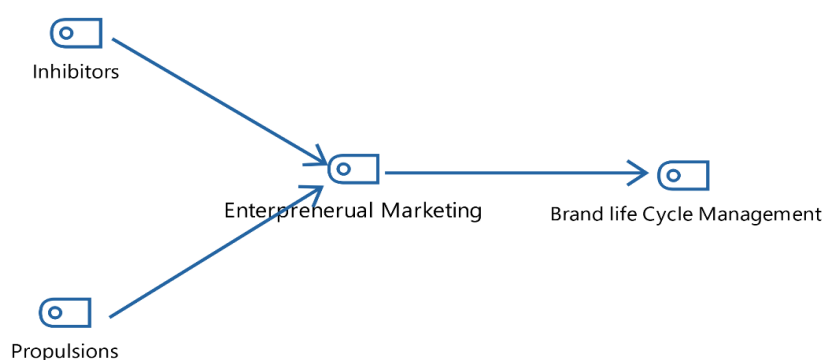 Inhibitors
Enterprenerual Marketing
Brand life Cycle Management
Propulsions